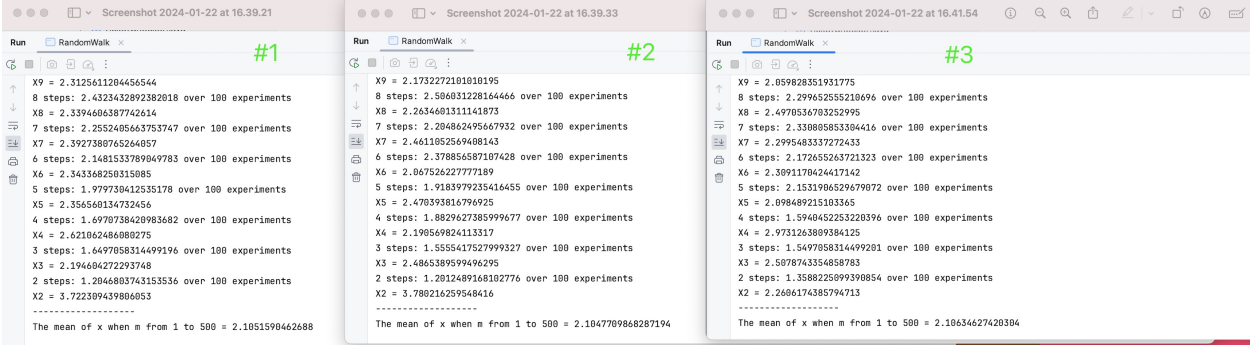 Screenshot 2024-01-22 at 16.39.21
Run RandomWalk
#1
X9 = 2.3125611204456544
8 steps: 2.4323432892382018 over 100 experiments
X8 = 2.3394606387742614
7 steps: 2.2552405663753747 over 100 experiments
X7 = 2.3927380765264057
6 steps: 2.1481533789049783 over 100 experiments
X6 = 2.343368250315085
5 steps: 1.979730412535178 over 100 experiments
X5 = 2.356560134732456
4 steps: 1.6970738420983682 over 100 experiments
X4 = 2.621062486080275
3 steps: 1.6497058314499196 over 100 experiments
X3 = 2.194604272293748
2 steps: 1.2046803743153536 over 100 experiments
X2 = 3.722309439806053
------------------
The mean of x when m from 1 to 500 = 2.1051590462688
Screenshot 2024-01-22 at 16.39.33
Run RandomWalk
#2
X9 = 2.1732272101010195
8 steps: 2.506031228164466 over 100 experiments
X8 = 2.2634601311141873
7 steps: 2.204862495667932 over 100 experiments
X7 = 2.4611052569408143
6 steps: 2.378856587107428 over 100 experiments
X6 = 2.067526227777189
5 steps: 1.9183979235416455 over 100 experiments
X5 = 2.470393816796925
4 steps: 1.8829627385999677 over 100 experiments
X4 = 2.190569824113317
3 steps: 1.5555417527999327 over 100 experiments
X3 = 2.4865389599496295
2 steps: 1.2012489168102776 over 100 experiments
X2 = 3.780216259548416
------------------
The mean of x when m from 1 to 500 = 2.1047709868287194
Screenshot 2024-01-22 at 16.41.54
Run RandomWalk
#3
X9 = 2.059828351931775
8 steps: 2.299652555210696 over 100 experiments
X8 = 2.4970536703252995
7 steps: 2.330805853304416 over 100 experiments
X7 = 2.2995483337272433
6 steps: 2.172655263721323 over 100 experiments
X6 = 2.3091170424417142
5 steps: 2.1531906529679072 over 100 experiments
X5 = 2.098489215103365
4 steps: 1.5940452253220396 over 100 experiments
X4 = 2.9731263809384125
3 steps: 1.5497058314499201 over 100 experiments
X3 = 2.5078743354858783
2 steps: 1.3588225099390854 over 100 experiments
X2 = 2.2606174385794713
------------------
The mean of x when m from 1 to 500 = 2.10634627420304